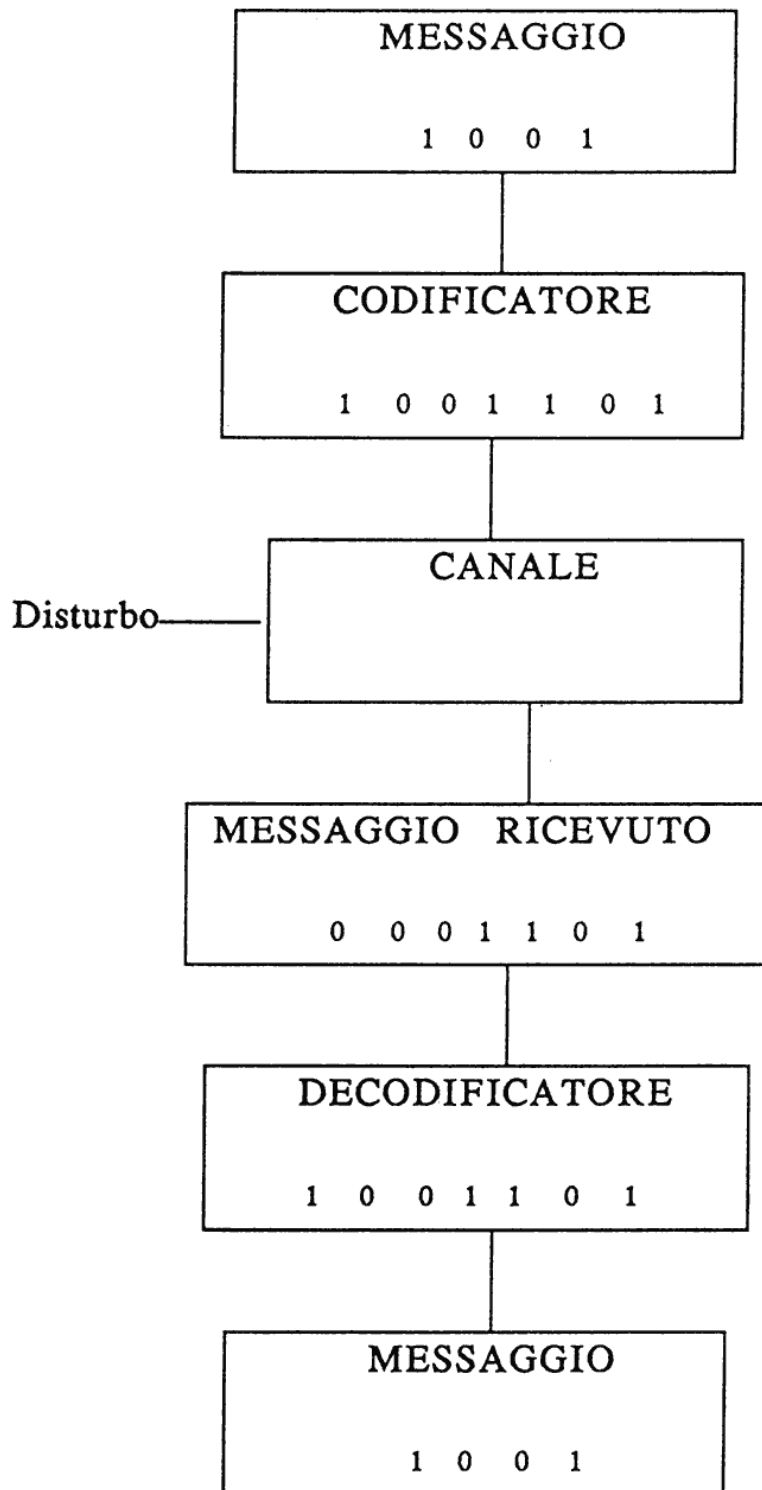 MESSAGGIO
1 0 0 1
CODIFICATORE
1 0 0 1 1 0 1
CANALE
Disturbo
MESSAGGIO RICEVUTO
0 0 0 1 1 0 1
DECODIFICATORE
1 0 0 1 1 0 1
MESSAGGIO
1 0 0 1